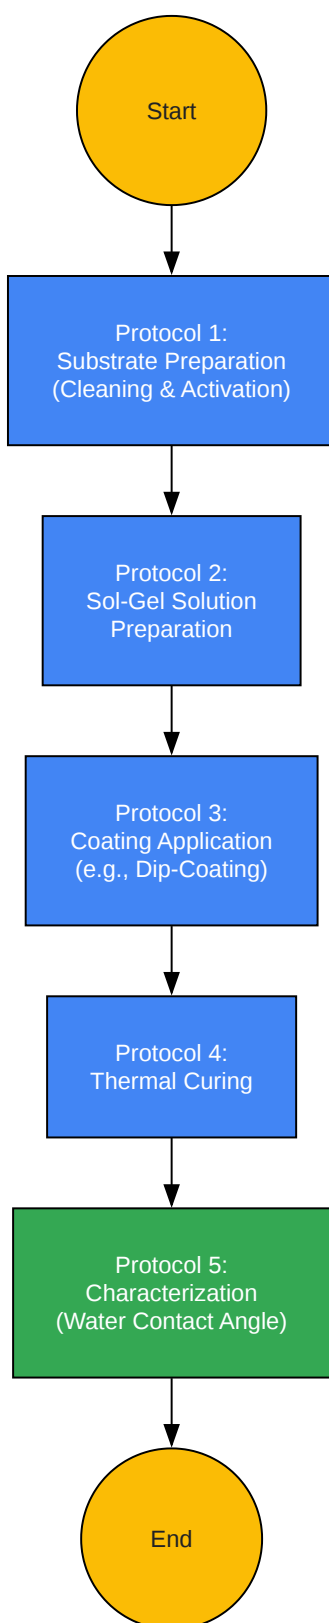 Start
Protocol 1:
Substrate Preparation
(Cleaning & Activation)
Protocol 2:
Sol-Gel Solution
Preparation
Protocol 3:
Coating Application
(e.g., Dip-Coating)
Protocol 4:
Thermal Curing
Protocol 5:
Characterization
(Water Contact Angle)
End